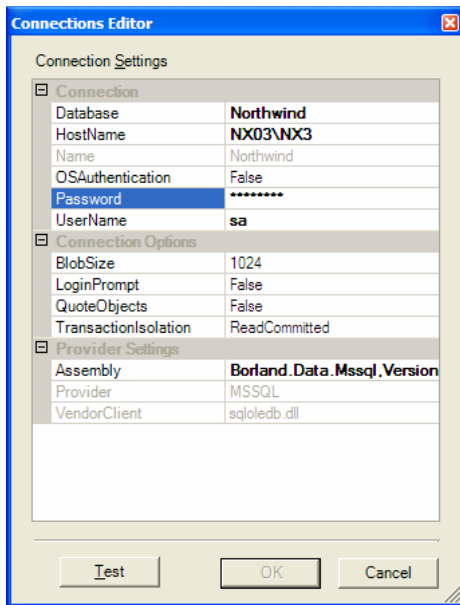 Connections Editor
Connection Settings
Connection
Database Northwind
HostName NX03\NX3
Name Northwind
OSAuthentication False
Password ********
UserName sa
Connection Options
BlobSize 1024
LoginPrompt False
QuoteObjects False
TransactionIsolation ReadCommitted
Provider Settings
Assembly Borland.Data.Mssql,Version
Provider MSSQL
VendorClient sqloledb.dll
Test OK Cancel